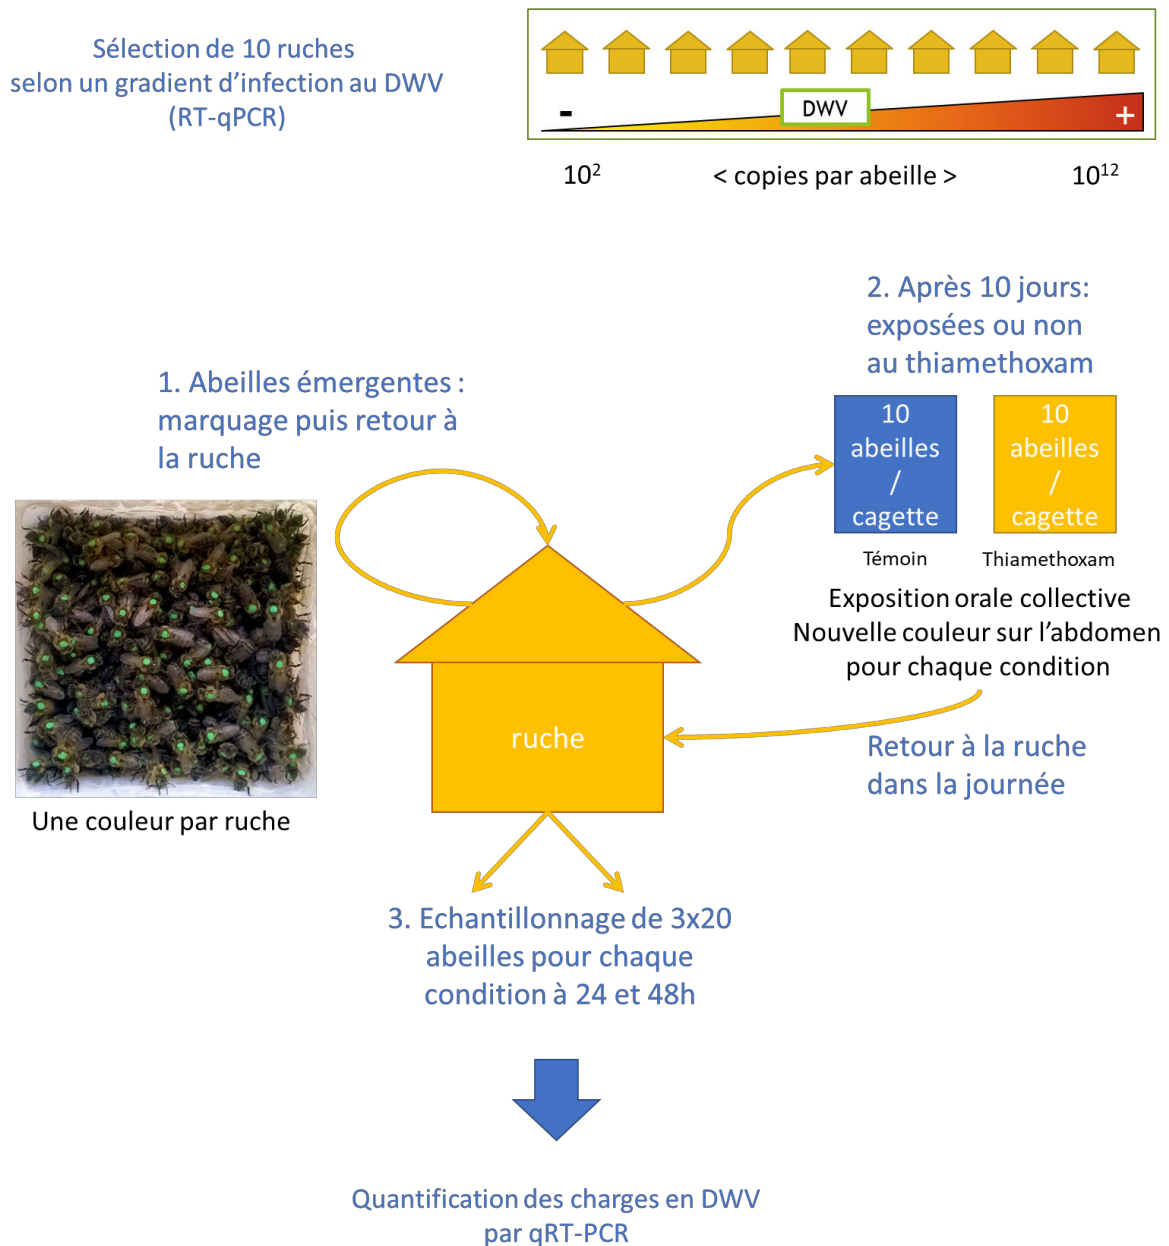 Sélection de 10 ruches
selon un gradient d'infection au DWV
(RT-qPCR)
DWV
-
+
10²
< copies par abeille >
10¹²
2. Après 10 jours:
exposées ou non
au thiamethoxam
1. Abeilles émergentes :
marquage puis retour à
la ruche
10
abeilles
/
cagette
10
abeilles
/
cagette
Témoin
Thiamethoxam
Exposition orale collective
Nouvelle couleur sur l'abdomen
pour chaque condition
ruche
Retour à la ruche
dans la journée
Une couleur par ruche
3. Echantillonnage de 3x20
abeilles pour chaque
condition à 24 et 48h
Quantification des charges en DWV
par qRT-PCR